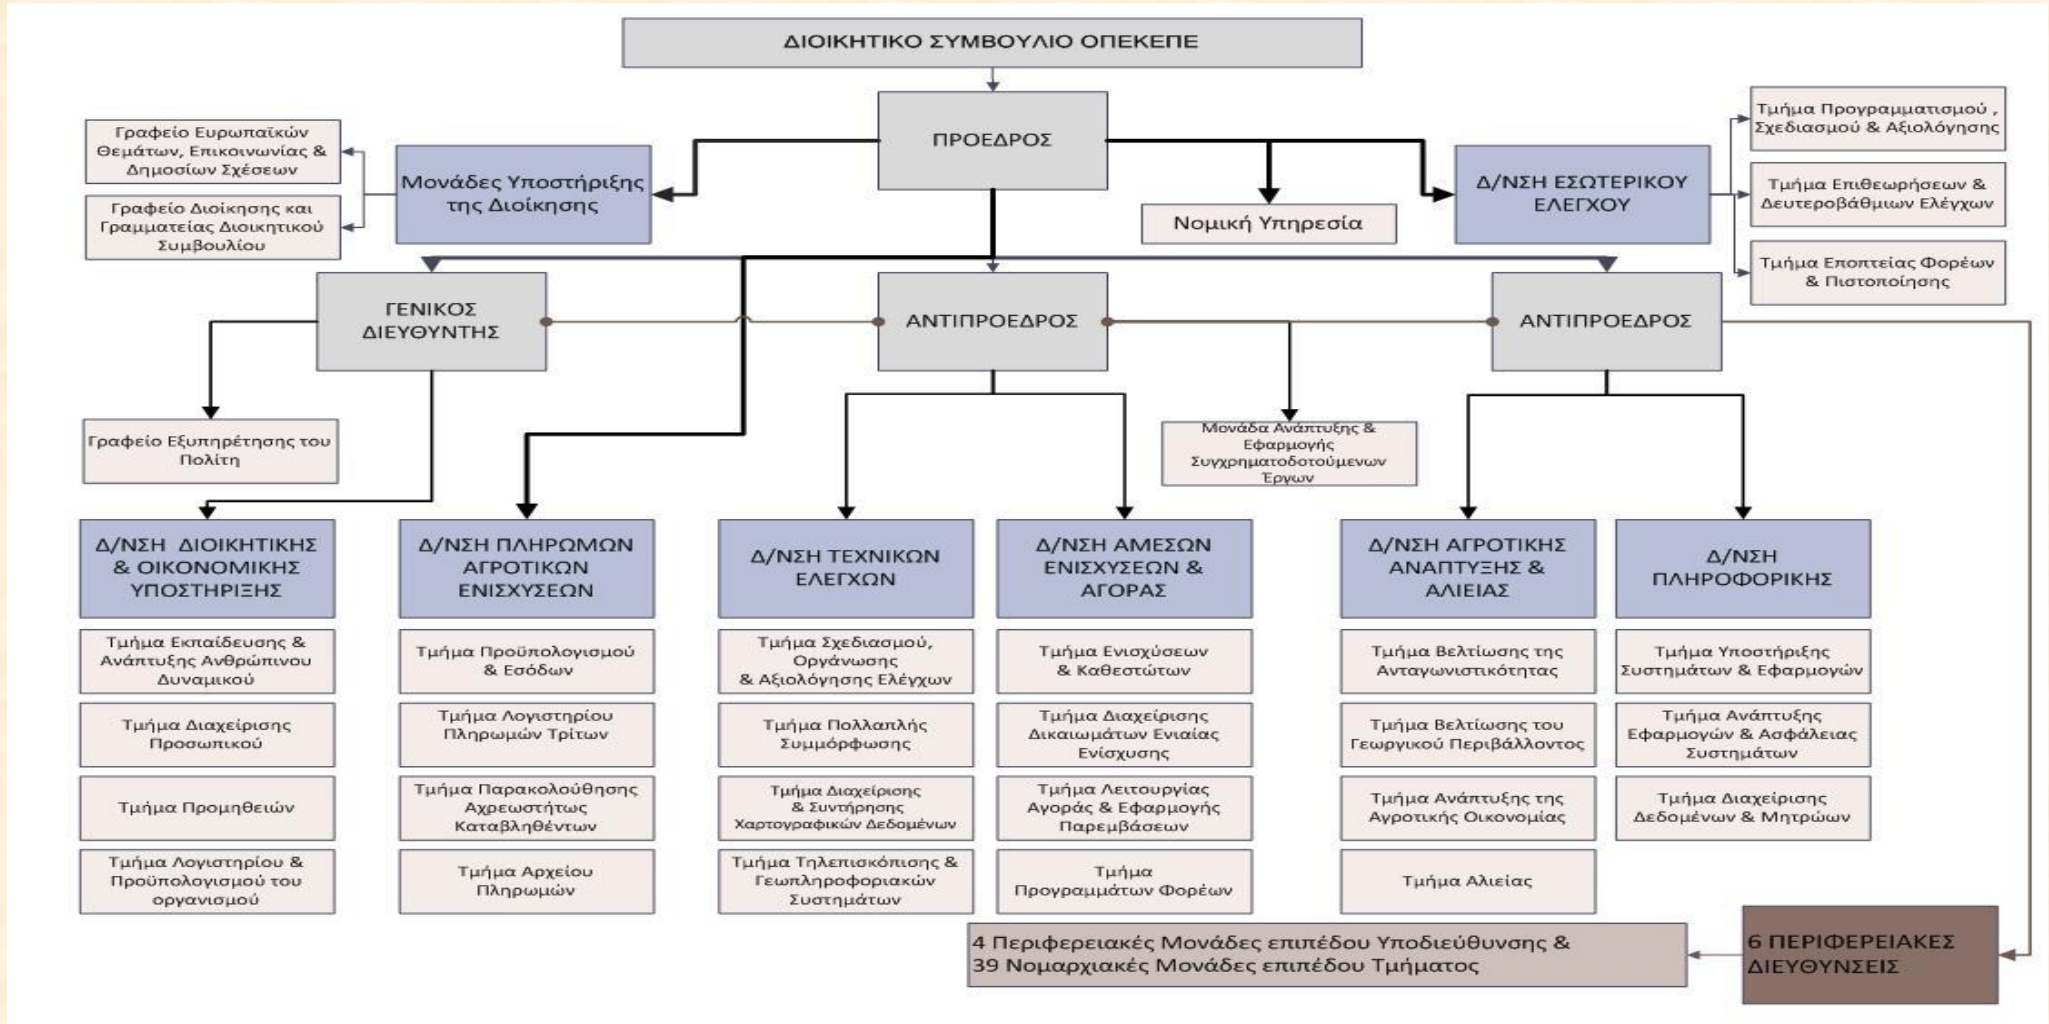 ΔΙΟΙΚΗΤΙΚΟ ΣΥΜΒΟΥΛΙΟ ΟΠΕΚΕΠΕ
ΠΡΟΕΔΡΟΣ
Γραφείο Ευρωπαϊκών
Θεμάτων, Επικοινωνίας &
Δημοσίων Σχέσεων
Γραφείο Διοίκησης και
Γραμματείας Διοικητικού
Συμβουλίου
Μονάδες Υποστήριξης
της Διοίκησης
Νομική Υπηρεσία
Δ/ΝΣΗ ΕΣΩΤΕΡΙΚΟΥ
ΕΛΕΓΧΟΥ
Τμήμα Προγραμματισμού ,
Σχεδιασμού & Αξιολόγησης
Τμήμα Επιθεωρήσεων &
Δευτεροβάθμιων Ελέγχων
Τμήμα Εποπτείας Φορέων
& Πιστοποίησης
ΓΕΝΙΚΟΣ
ΔΙΕΥΘΥΝΤΗΣ
ΑΝΤΙΠΡΟΕΔΡΟΣ
ΑΝΤΙΠΡΟΕΔΡΟΣ
Γραφείο Εξυπηρέτησης του
Πολίτη
Μονάδα Ανάπτυξης &
Εφαρμογής
Συγχρηματοδοτούμενων
Έργων
Δ/ΝΣΗ ΔΙΟΙΚΗΤΙΚΗΣ
& ΟΙΚΟΝΟΜΙΚΗΣ
ΥΠΟΣΤΗΡΙΞΗΣ
Τμήμα Εκπαίδευσης &
Ανάπτυξης Ανθρώπινου
Δυναμικού
Τμήμα Διαχείρισης
Προσωπικού
Τμήμα Προμηθειών
Τμήμα Λογιστηρίου &
Προϋπολογισμού του
οργανισμού
Δ/ΝΣΗ ΠΛΗΡΩΜΩΝ
ΑΓΡΟΤΙΚΩΝ
ΕΝΙΣΧΥΣΕΩΝ
Τμήμα Προϋπολογισμού
& Εσόδων
Τμήμα Λογιστηρίου
Πληρωμών Τρίτων
Τμήμα Παρακολούθησης
Αχρεωστήτως
Καταβληθέντων
Τμήμα Αρχείου
Πληρωμών
Δ/ΝΣΗ ΤΕΧΝΙΚΩΝ
ΕΛΕΓΧΩΝ
Τμήμα Σχεδιασμού,
Οργάνωσης
& Αξιολόγησης Ελέγχων
Τμήμα Πολλαπλής
Συμμόρφωσης
Τμήμα Διαχείρισης
& Συντήρησης
Χαρτογραφικών Δεδομένων
Τμήμα Τηλεπισκόπισης &
Γεωπληροφοριακών
Συστημάτων
Δ/ΝΣΗ ΑΜΕΣΩΝ
ΕΝΙΣΧΥΣΕΩΝ &
ΑΓΟΡΑΣ
Τμήμα Ενισχύσεων
& Καθεστώτων
Τμήμα Διαχείρισης
Δικαιωμάτων Ενιαίας
Ενίσχυσης
Τμήμα Λειτουργίας
Αγοράς & Εφαρμογής
Παρεμβάσεων
Τμήμα
Προγραμμάτων Φορέων
Δ/ΝΣΗ ΑΓΡΟΤΙΚΗΣ
ΑΝΑΠΤΥΞΗΣ &
ΑΛΙΕΙΑΣ
Τμήμα Βελτίωσης της
Ανταγωνιστικότητας
Τμήμα Βελτίωσης του
Γεωργικού Περιβάλλοντος
Τμήμα Ανάπτυξης της
Αγροτικής Οικονομίας
Τμήμα Αλιείας
Δ/ΝΣΗ
ΠΛΗΡΟΦΟΡΙΚΗΣ
Τμήμα Υποστήριξης
Συστημάτων & Εφαρμογών
Τμήμα Ανάπτυξης
Εφαρμογών & Ασφάλειας
Συστημάτων
Τμήμα Διαχείρισης
Δεδομένων & Μητρώων
4 Περιφερειακές Μονάδες επιπέδου Υποδιεύθυνσης &
39 Νομαρχιακές Μονάδες επιπέδου Τμήματος
6 ΠΕΡΙΦΕΡΕΙΑΚΕΣ
ΔΙΕΥΘΥΝΣΕΙΣ